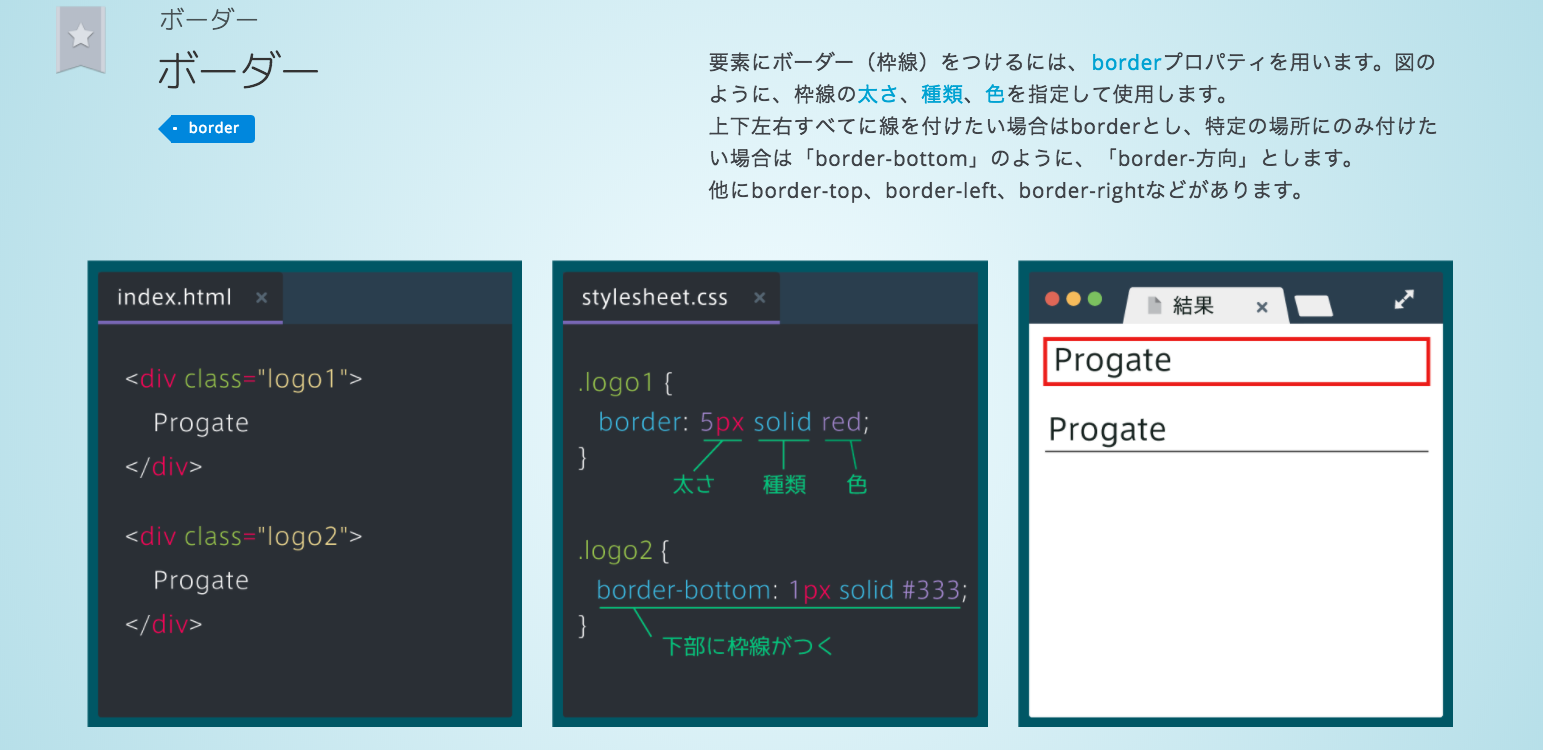 ボーダー
ボーダー
border
要素にボーダー（枠線）をつけるには、borderプロパティを用います。図の
ように、枠線の太さ、種類、色を指定して使用します。
上下左右すべてに線を付けたい場合はborderとし、特定の場所にのみ付けた
い場合は「border-bottom」のように、「border-方向」とします。
他にborder-top、border-left、border-rightなどがあります。
index.html ×
<div class="logo1">
Progate
</div>
<div class="logo2">
Progate
</div>
stylesheet.css ×
.logo1 {
border: 5px solid red;
}
太さ 種類 色
.logo2 {
border-bottom: 1px solid #333;
}
下部に枠線がつく
結果 ×
Progate
Progate